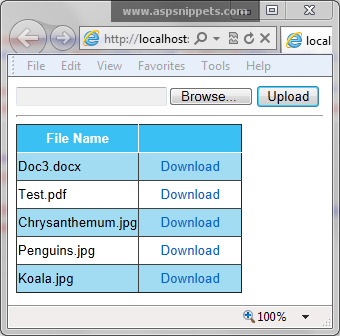 www.aspsnippets.com
http://localhost: locali
File Edit View Favorites Tools Help
Browse... Upload
File Name
Doc3.docx Download
Test.pdf Download
Chrysanthemum.jpg Download
Penguins.jpg Download
Koala.jpg Download
100%